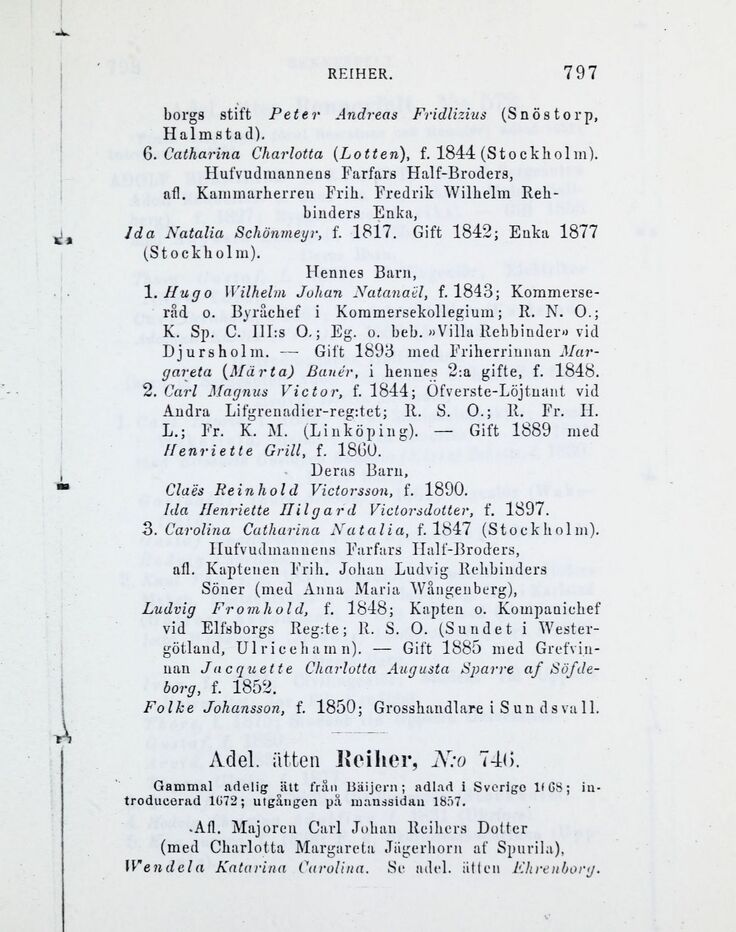 REIHER. 797
borgs stift Peter Andreas Fridlizius (Snöstorp,
Halmstad).
6. Catharina Charlotta (Lotten), f. 1844 (Stockholm).
Hufvudmannens Farfars Half-Broders,
afl. Kammarherren Frih. Fredrik Wilhelm Reh-
binders Enka,
Ida Natalia Schönmeyr, f. 1817. Gift 1842; Enka 1877
(Stockholm).
Hennes Barn,
1. Hugo Wilhelm Johan Natanaël, f. 1843; Kommerse-
råd o. Byråchef i Kommersekollegium; R. N. O.;
K. Sp. C. III:s O.; Eg. o. beb. »Villa Rehbinder» vid
Djursholm. — Gift 1893 med Friherrinnan Mar-
gareta (Märta) Banér, i hennes 2:a gifte, f. 1848.
2. Carl Magnus Victor, f. 1844; Öfverste-Löjtnant vid
Andra Lifgrenadier-reg:tet; R. S. O.; R. Fr. H.
L.; Fr. K. M. (Linköping). — Gift 1889 med
Henriette Grill, f. 1860.
Deras Barn,
Claës Reinhold Victorsson, f. 1890.
Ida Henriette Hilgard Victorsdotter, f. 1897.
3. Carolina Catharina Natalia, f. 1847 (Stockholm).
Hufvudmannens Farfars Half-Broders,
afl. Kaptenen Frih. Johan Ludvig Rehbinders
Söner (med Anna Maria Wångenberg),
Ludvig Fromhold, f. 1848; Kapten o. Kompanichef
vid Elfsborgs Reg:te; R. S. O. (Sundet i Wester-
götland, Ulricehamn). — Gift 1885 med Grefvin-
nan Jacquette Charlotta Augusta Sparre af Söfde-
borg, f. 1852.
Folke Johansson, f. 1850; Grosshandlare i Sundsvall.
Adel. ätten Reiher, N:o 746.
Gammal adelig ätt från Bäijern; adlad i Sverige 1668; in-
troducerad 1672; utgången på manssidan 1857.
Afl. Majoren Carl Johan Reihers Dotter
(med Charlotta Margareta Jägerhorn af Spurila),
Wendela Katarina Carolina. Se adel. ätten Ehrenborg.